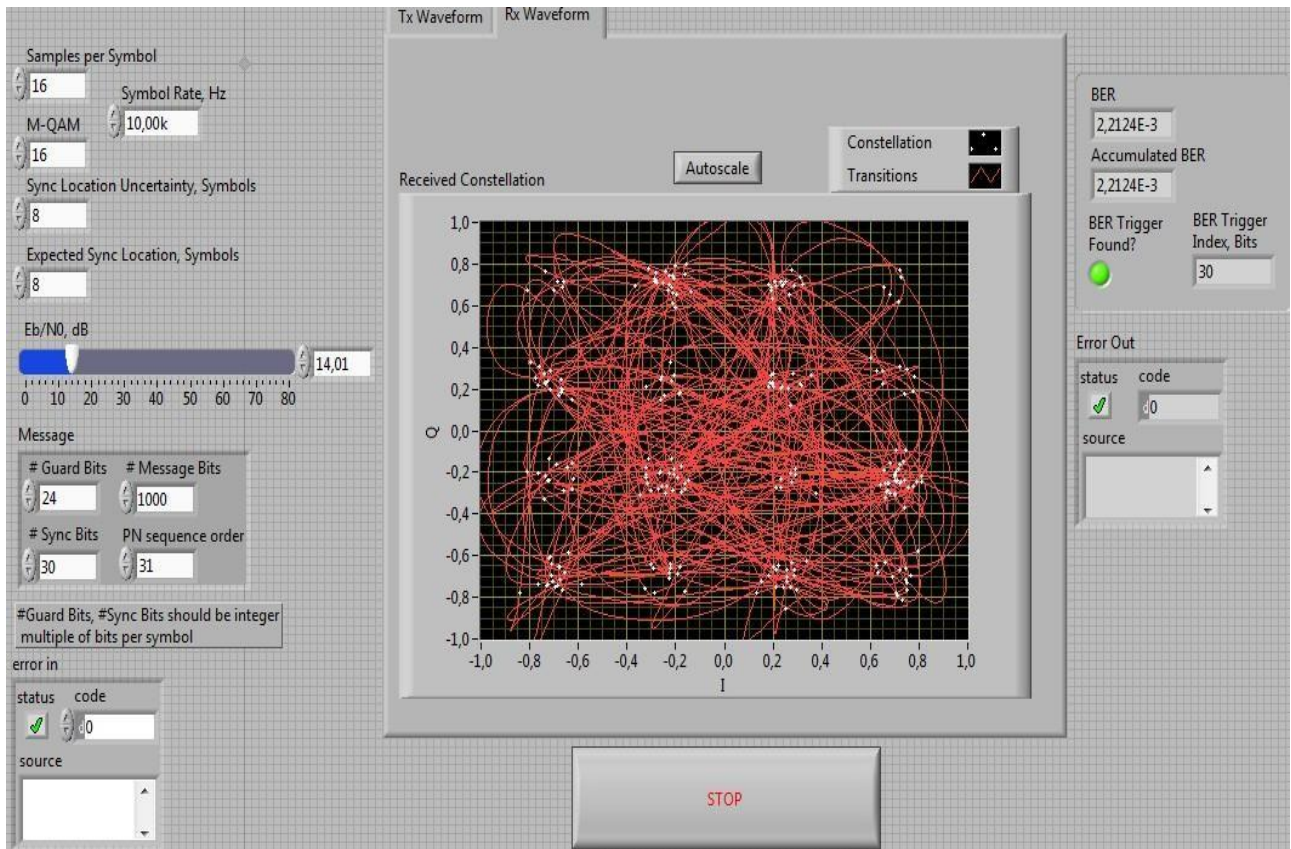 Tx Waveform
Rx Waveform
Samples per Symbol
16
Symbol Rate, Hz
10,00k
M-QAM
16
Sync Location Uncertainty, Symbols
8
Expected Sync Location, Symbols
8
Eb/N0, dB
14,01
0 10 20 30 40 50 60 70 80
Message
# Guard Bits # Message Bits
24 1000
# Sync Bits PN sequence order
30 31
#Guard Bits, #Sync Bits should be integer
multiple of bits per symbol
error in
status code
d0
source
Constellation
Transitions
Autoscale
Received Constellation
1,0
0,8
0,6
0,4
0,2
0,0
-0,2
-0,4
-0,6
-0,8
-1,0
Q
-1,0 -0,8 -0,6 -0,4 -0,2 0,0 0,2 0,4 0,6 0,8 1,0
I
STOP
BER
2,2124E-3
Accumulated BER
2,2124E-3
BER Trigger
Found?
BER Trigger
Index, Bits
30
Error Out
status code
d0
source